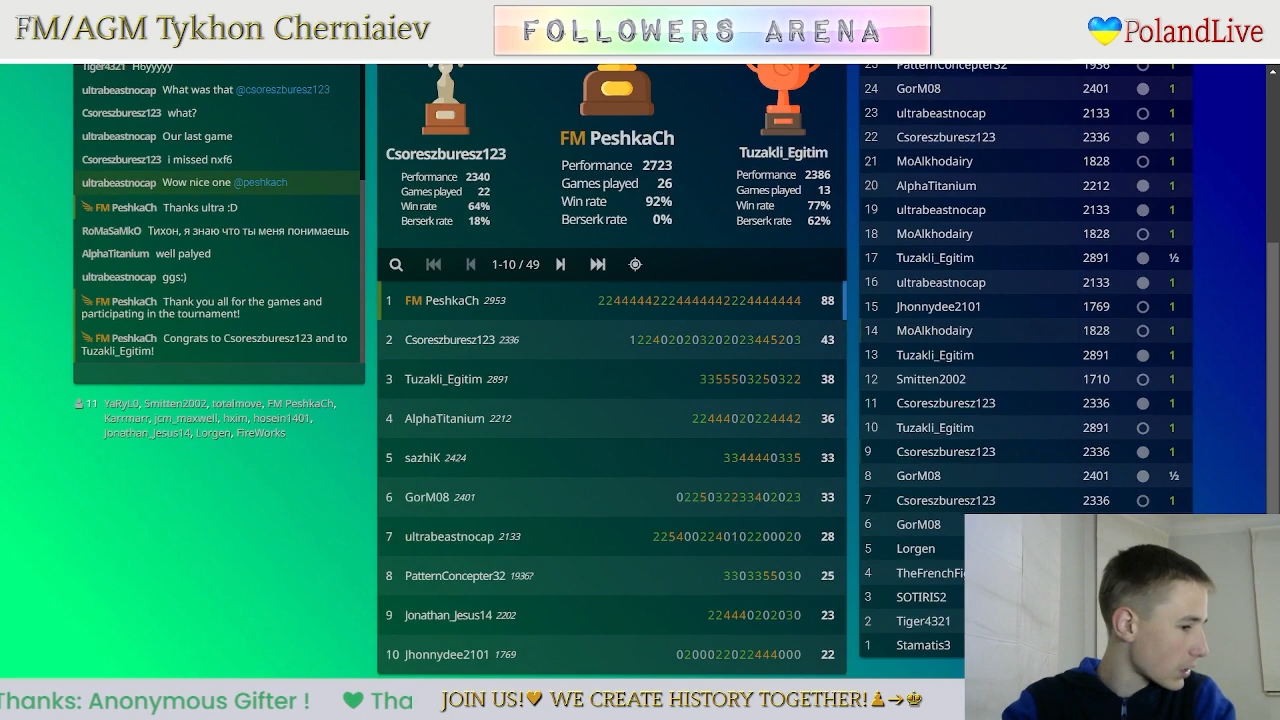 FM/AGM Tykhon Cherniaiev
FOLLOWERS ARENA
PolandLive
Tiger4321 H6yyyyy
ultrabeastnocap What was that @csoreszburesz123
Csoreszburesz123 what?
ultrabeastnocap Our last game
Csoreszburesz123 i missed nxf6
ultrabeastnocap Wow nice one @peshkach
FM PeshkaCh Thanks ultra :D
RoMaSaMkO Тихон, я знаю что ты меня понимаешь
AlphaTitanium well palyed
ultrabeastnocap ggs:)
FM PeshkaCh Thank you all for the games and
participating in the tournament!
FM PeshkaCh Congrats to Csoreszburesz123 and to
Tuzakli_Egitim!
11 YaRyL0, Smitten2002, totalmove, FM PeshkaCh,
Karrmarr, jcm_maxwell, hxim, hosein1401,
Jonathan_Jesus14, Lorgen, FireWorks
Csoreszburesz123
Performance 2340
Games played 22
Win rate 64%
Berserk rate 18%
FM PeshkaCh
Performance 2723
Games played 26
Win rate 92%
Berserk rate 0%
Tuzakli_Egitim
Performance 2386
Games played 13
Win rate 77%
Berserk rate 62%
1-10 / 49
1 FM PeshkaCh 2953 22444444222444444222444444 88
2 Csoreszburesz123 2336 1224020203202023445203 43
3 Tuzakli_Egitim 2891 3355503250322 38
4 AlphaTitanium 2212 22444020224442 36
5 sazhiK 2424 3344440335 33
6 GorM08 2401 0225032233402023 33
7 ultrabeastnocap 2133 2254002240102200020 28
8 PatternConcepter32 1936? 3303355030 25
9 Jonathan_Jesus14 2202 224440202030 23
10 Jhonnydee2101 1769 0200022022444000 22
25 PatternConcepter32 1936 1
24 GorM08 2401 1
23 ultrabeastnocap 2133 1
22 Csoreszburesz123 2336 1
21 MoAlkhodairy 1828 1
20 AlphaTitanium 2212 1
19 ultrabeastnocap 2133 1
18 MoAlkhodairy 1828 1
17 Tuzakli_Egitim 2891 ½
16 ultrabeastnocap 2133 1
15 Jhonnydee2101 1769 1
14 MoAlkhodairy 1828 1
13 Tuzakli_Egitim 2891 1
12 Smitten2002 1710 1
11 Csoreszburesz123 2336 1
10 Tuzakli_Egitim 2891 1
9 Csoreszburesz123 2336 1
8 GorM08 2401 ½
7 Csoreszburesz123 2336 1
6 GorM08
5 Lorgen
4 TheFrenchFi
3 SOTIRIS2
2 Tiger4321
1 Stamatis3
Thanks: Anonymous Gifter ! Tha
JOIN US! WE CREATE HISTORY TOGETHER!